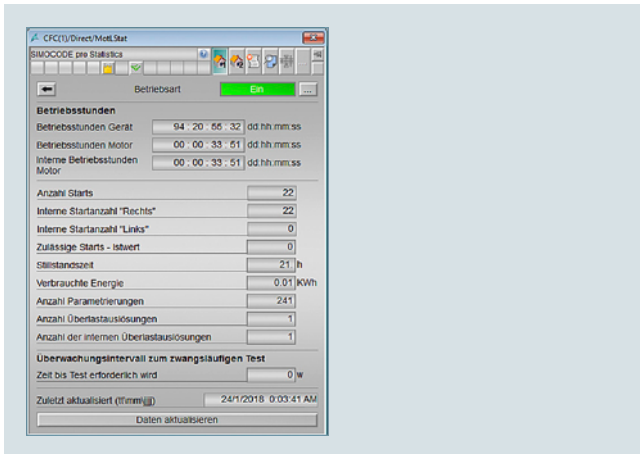 CFC(1)/Direct/MotLStat
SIMOCODE pro Statistica
Betriebsart Ein ...
Betriebsstunden
Betriebsstunden Gerät 94 : 20 : 55 : 32 dd:hh:mm:ss
Betriebsstunden Motor 00 : 00 : 33 : 51 dd:hh:mm:ss
Interne Betriebsstunden Motor 00 : 00 : 33 : 51 dd:hh:mm:ss
Anzahl Starts 22
Interne Startanzahl "Rechts" 22
Interne Startanzahl "Links" 0
Zulässige Starts - Istwert 0
Stillstandszeit 21 h
Verbrauchte Energie 0.01 KWh
Anzahl Parametrierungen 241
Anzahl Überlastauslösungen 1
Anzahl der internen Überlastauslösungen 1
Überwachungsintervall zum zwangsläufigen Test
Zeit bis Test erforderlich wird 0 w
Zuletzt aktualisiert 24/1/2018 0:03:41 AM
Daten aktualisieren